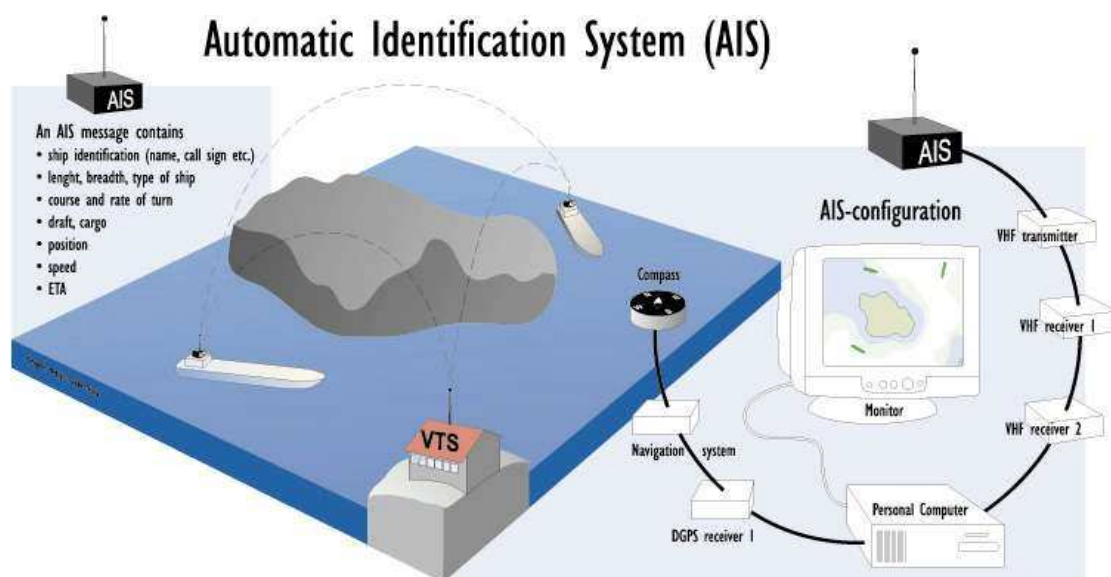 Automatic Identification System (AIS)
AIS
An AIS message contains
• ship identification (name, call sign etc.)
• lenght, breadth, type of ship
• course and rate of turn
• draft, cargo
• position
• speed
• ETA
VTS
AIS
AIS-configuration
VHF transmitter
VHF receiver 1
VHF receiver 2
Monitor
Compass
Navigation system
DGPS receiver 1
Personal Computer